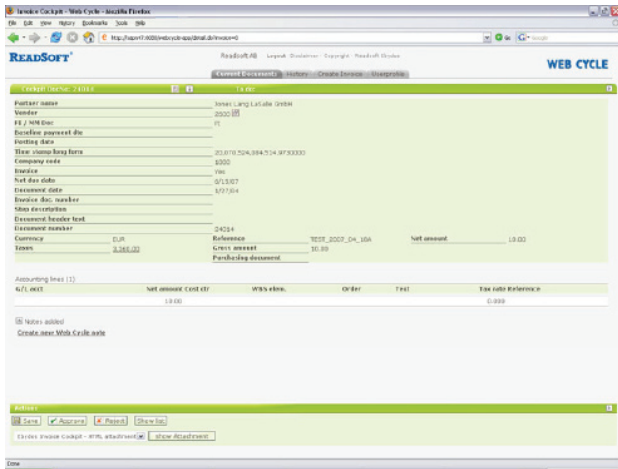 Invoice Cockpit - Web Cycle - Mozilla Firefox
File Edit View History Bookmarks Tools Help
READSOFT
ReadSoft AB
WEB CYCLE
Current Documents History Create Invoice Userprofile
To do:
Partner name Jones Lang LaSalle GmbH
Vendor 2600
FI / MM Doc FI
Baseline payment dte
Posting date
Time stamp long form
Company code 1000
Invoice Yes
Net due date
Document date
Invoice doc. number
Step description
Document header text
Document number
Currency EUR Reference TEST_2007_04_10A Net amount 10.00
Taxes Gross amount 10.00
Purchasing document
Accounting lines (1)
G/L acct Net amount Cost ctr WBS elem. Order Text Tax rate Reference
10.00 0.000
Notes added
Create new Web Cycle note
Actions
Save Approve Reject Show list
show Attachment
Done